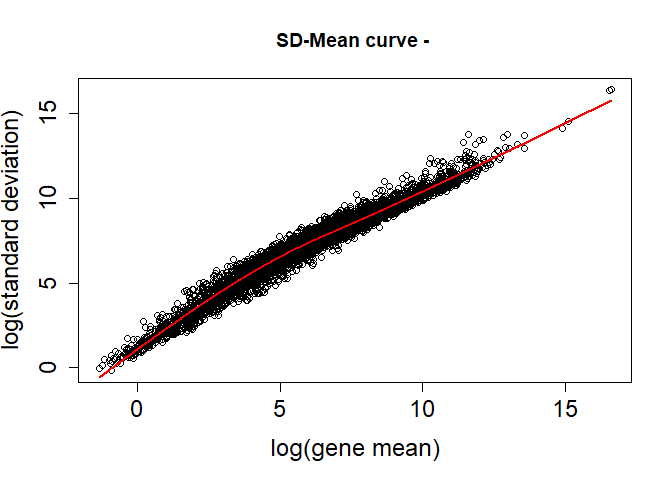 SD-Mean curve -
log(standard deviation)
15
10
5
0
0 5 10 15
log(gene mean)